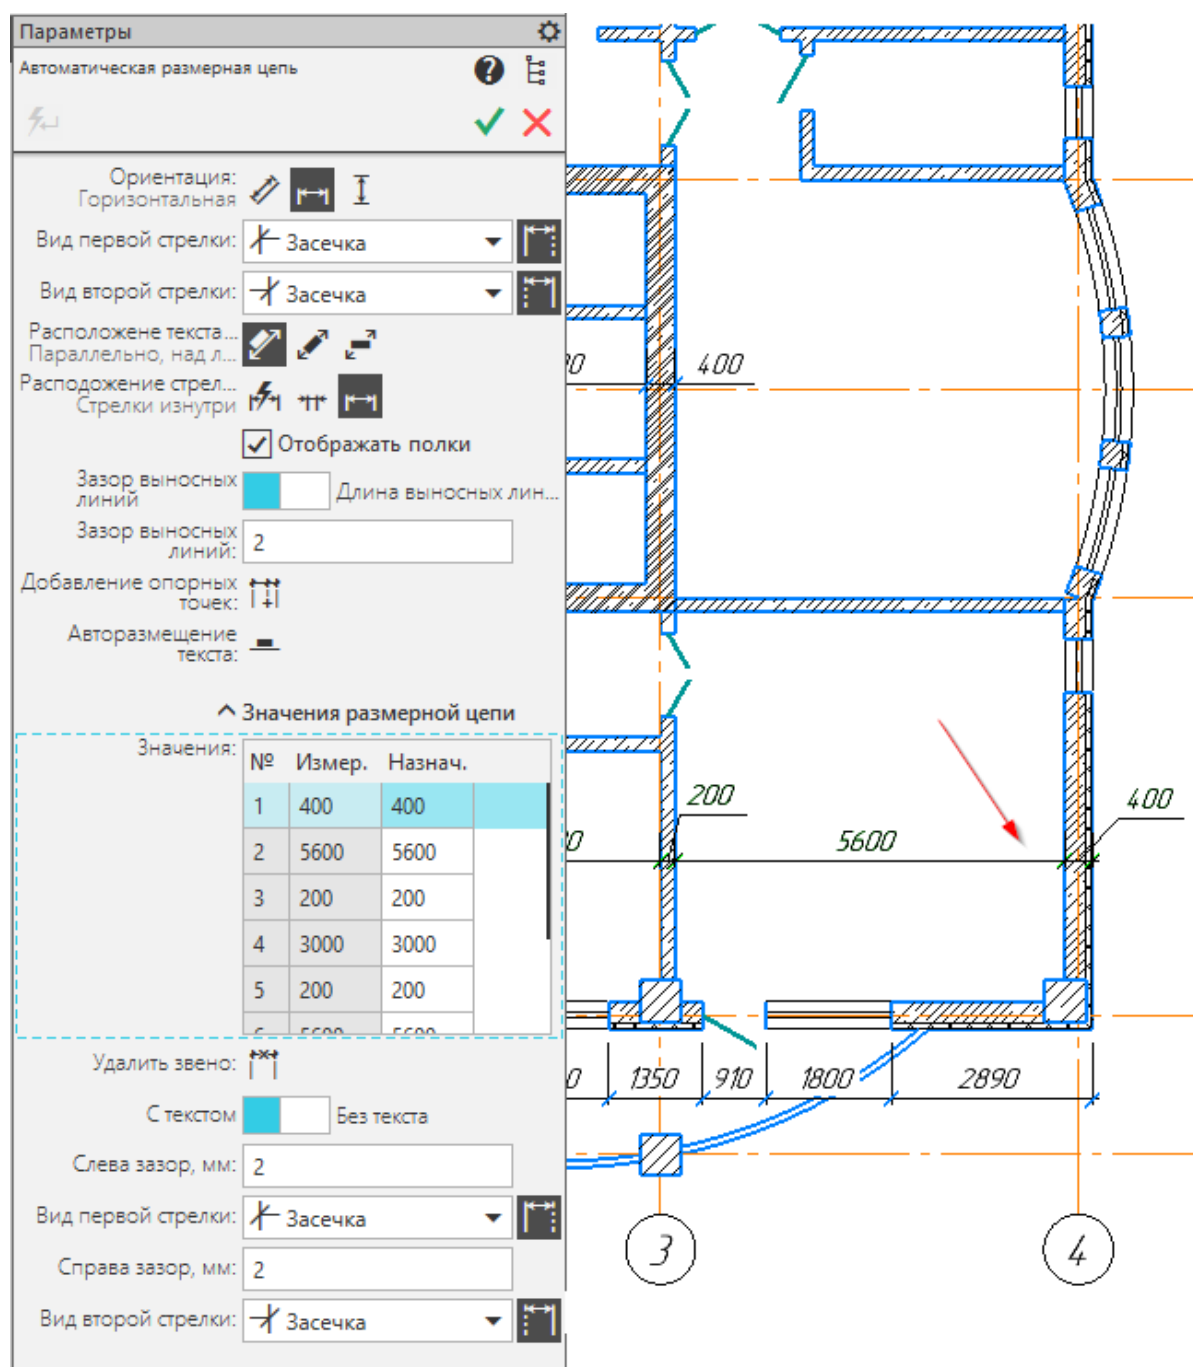 Параметры
Автоматическая размерная цепь
Ориентация:
Горизонтальная
Вид первой стрелки:
Засечка
Вид второй стрелки:
Засечка
Расположене текста...
Параллельно, над л...
Расподожение стрел...
Стрелки изнутри
Отображать полки
Зазор выносных
линий
Длина выносных лин...
Зазор выносных
линий:
2
Добавление опорных
точек:
Авторазмещение
текста:
Значения размерной цепи
Значения:
№ Измер. Назнач.
1 400 400
2 5600 5600
3 200 200
4 3000 3000
5 200 200
Удалить звено:
С текстом
Без текста
Слева зазор, мм:
2
Вид первой стрелки:
Засечка
Справа зазор, мм:
2
Вид второй стрелки:
Засечка
400
200
5600
400
1350 910 1800 2890
3
4